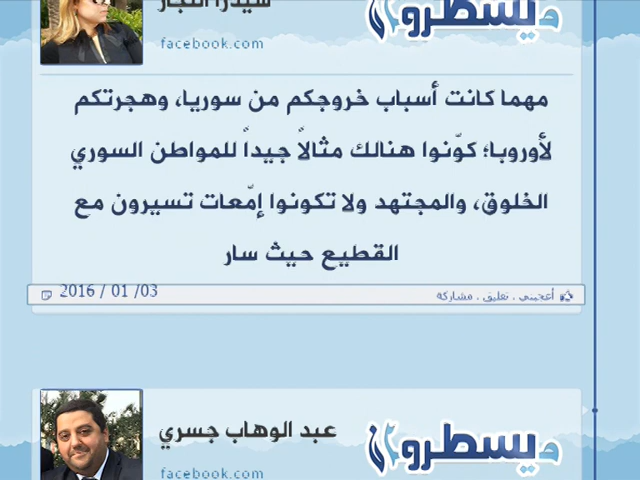 سيدرا النجار
facebook.com
مهما كانت أسباب خروجكم من سوريا، وهجرتكم
لأوروبا؛ كوّنوا هنالك مثالاً جيداً للمواطن السوري
الخلوق، والمجتهد ولا تكونوا إمّعات تسيرون مع
القطيع حيث سار
أعجبني . تعليق . مشاركة
2016 / 01 /03
عبد الوهاب جسري
facebook.com